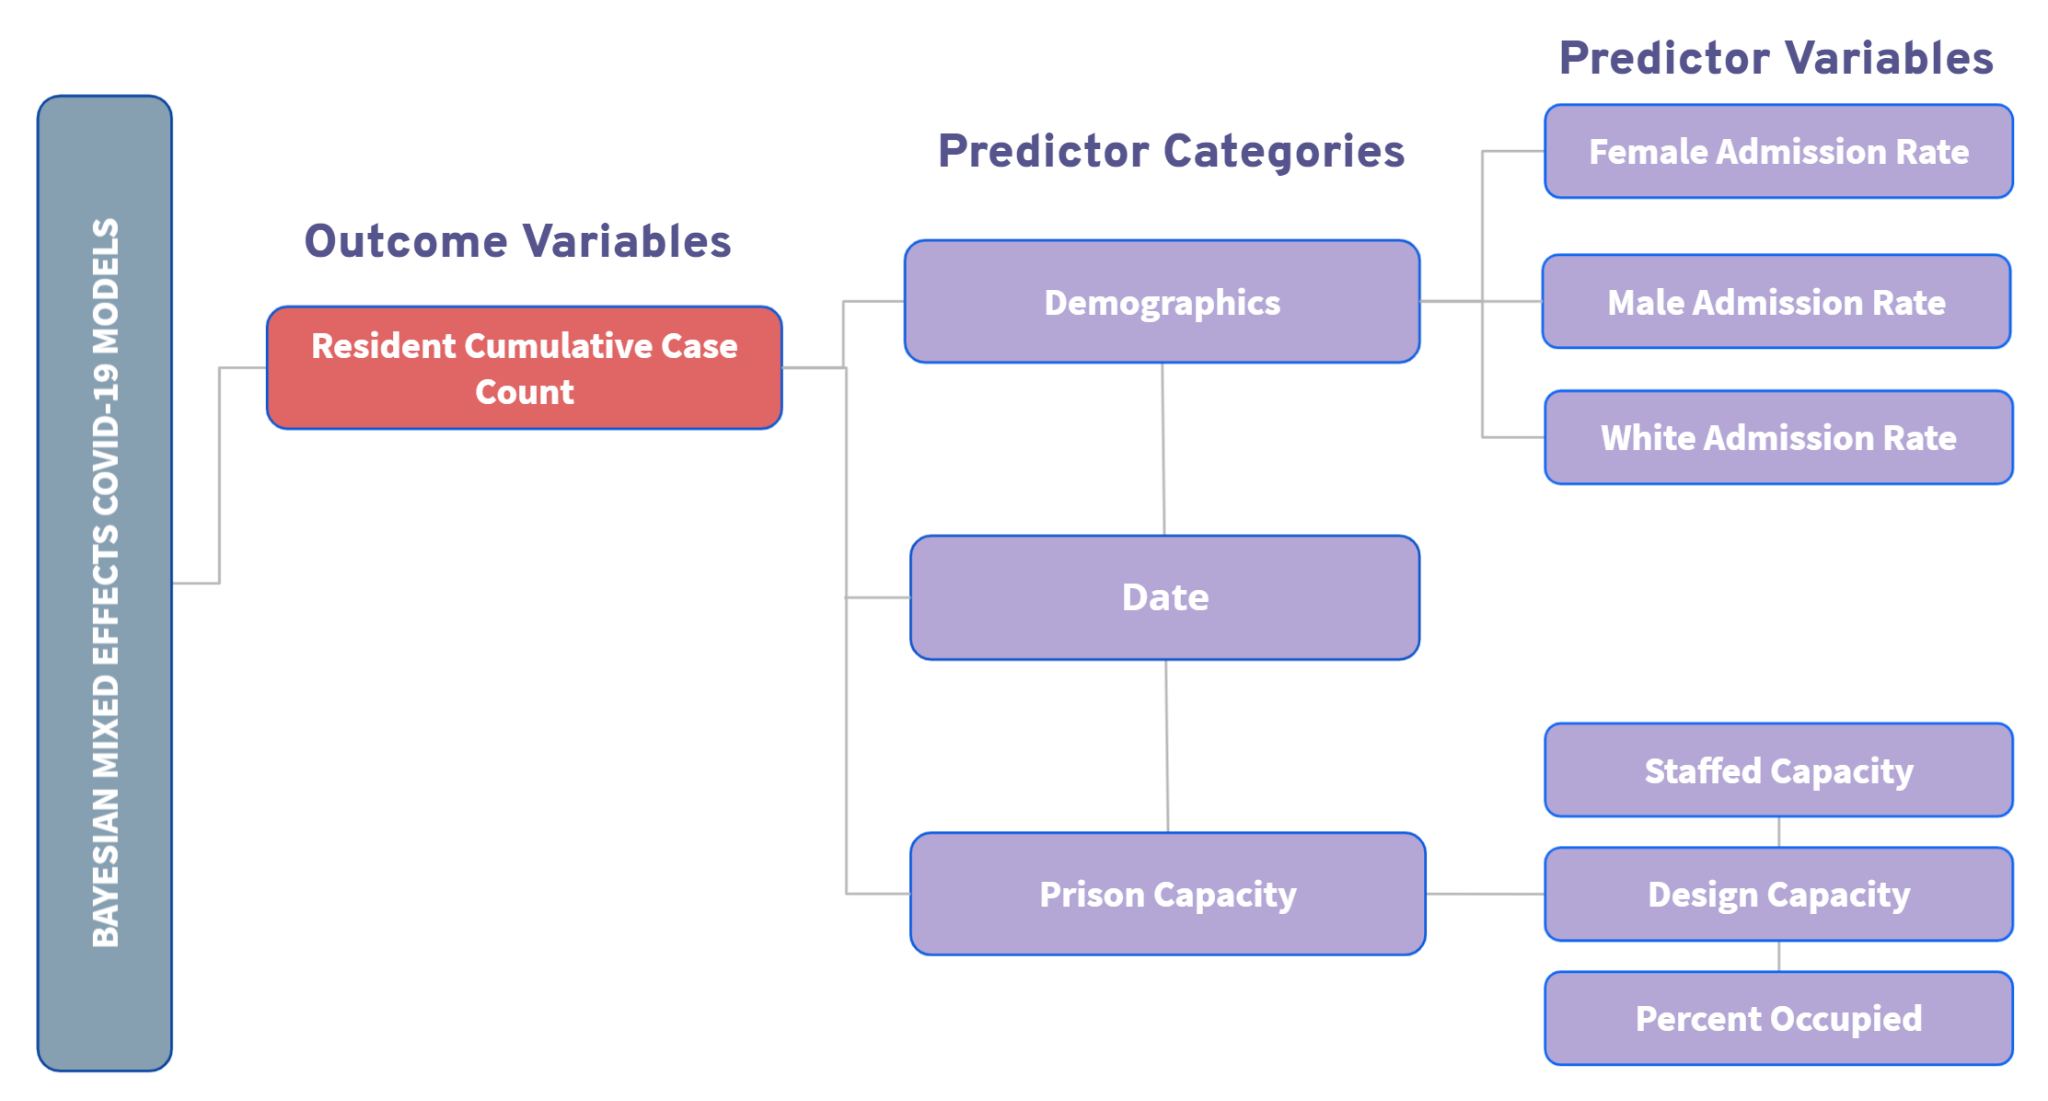 BAYESIAN MIXED EFFECTS COVID-19 MODELS
Outcome Variables
Resident Cumulative Case
Count
Predictor Categories
Demographics
Date
Prison Capacity
Predictor Variables
Female Admission Rate
Male Admission Rate
White Admission Rate
Staffed Capacity
Design Capacity
Percent Occupied